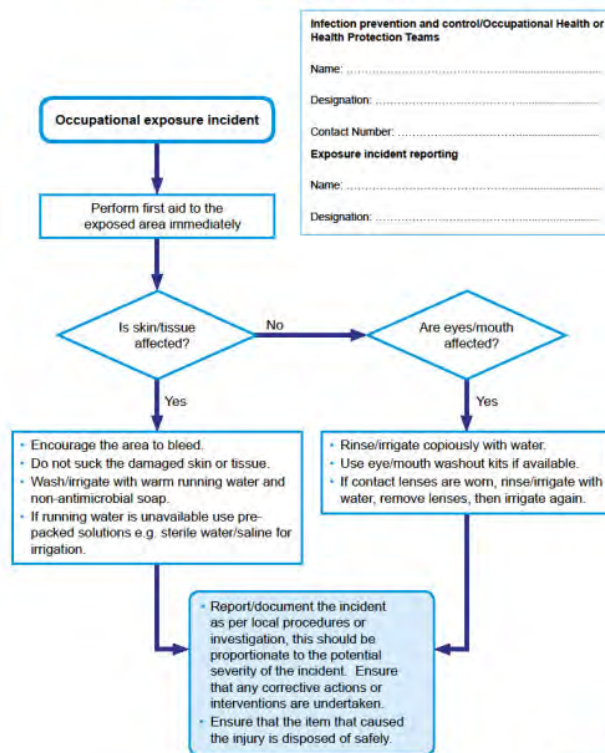 Infection prevention and control/Occupational Health or
Health Protection Teams
Name: ........................................................................
Designation: ...............................................................
Contact Number: ........................................................
Exposure incident reporting
Name: ........................................................................
Designation: ...............................................................
Occupational exposure incident
Perform first aid to the
exposed area immediately
Is skin/tissue
affected?
No
Are eyes/mouth
affected?
Yes
Yes
• Encourage the area to bleed.
• Do not suck the damaged skin or tissue.
• Wash/irrigate with warm running water and
non-antimicrobial soap.
• If running water is unavailable use pre-
packed solutions e.g. sterile water/saline for
irrigation.
• Rinse/irrigate copiously with water.
• Use eye/mouth washout kits if available.
• If contact lenses are worn, rinse/irrigate with
water, remove lenses, then irrigate again.
• Report/document the incident
as per local procedures or
investigation, this should be
proportionate to the potential
severity of the incident. Ensure
that any corrective actions or
interventions are undertaken.
• Ensure that the item that caused
the injury is disposed of safely.